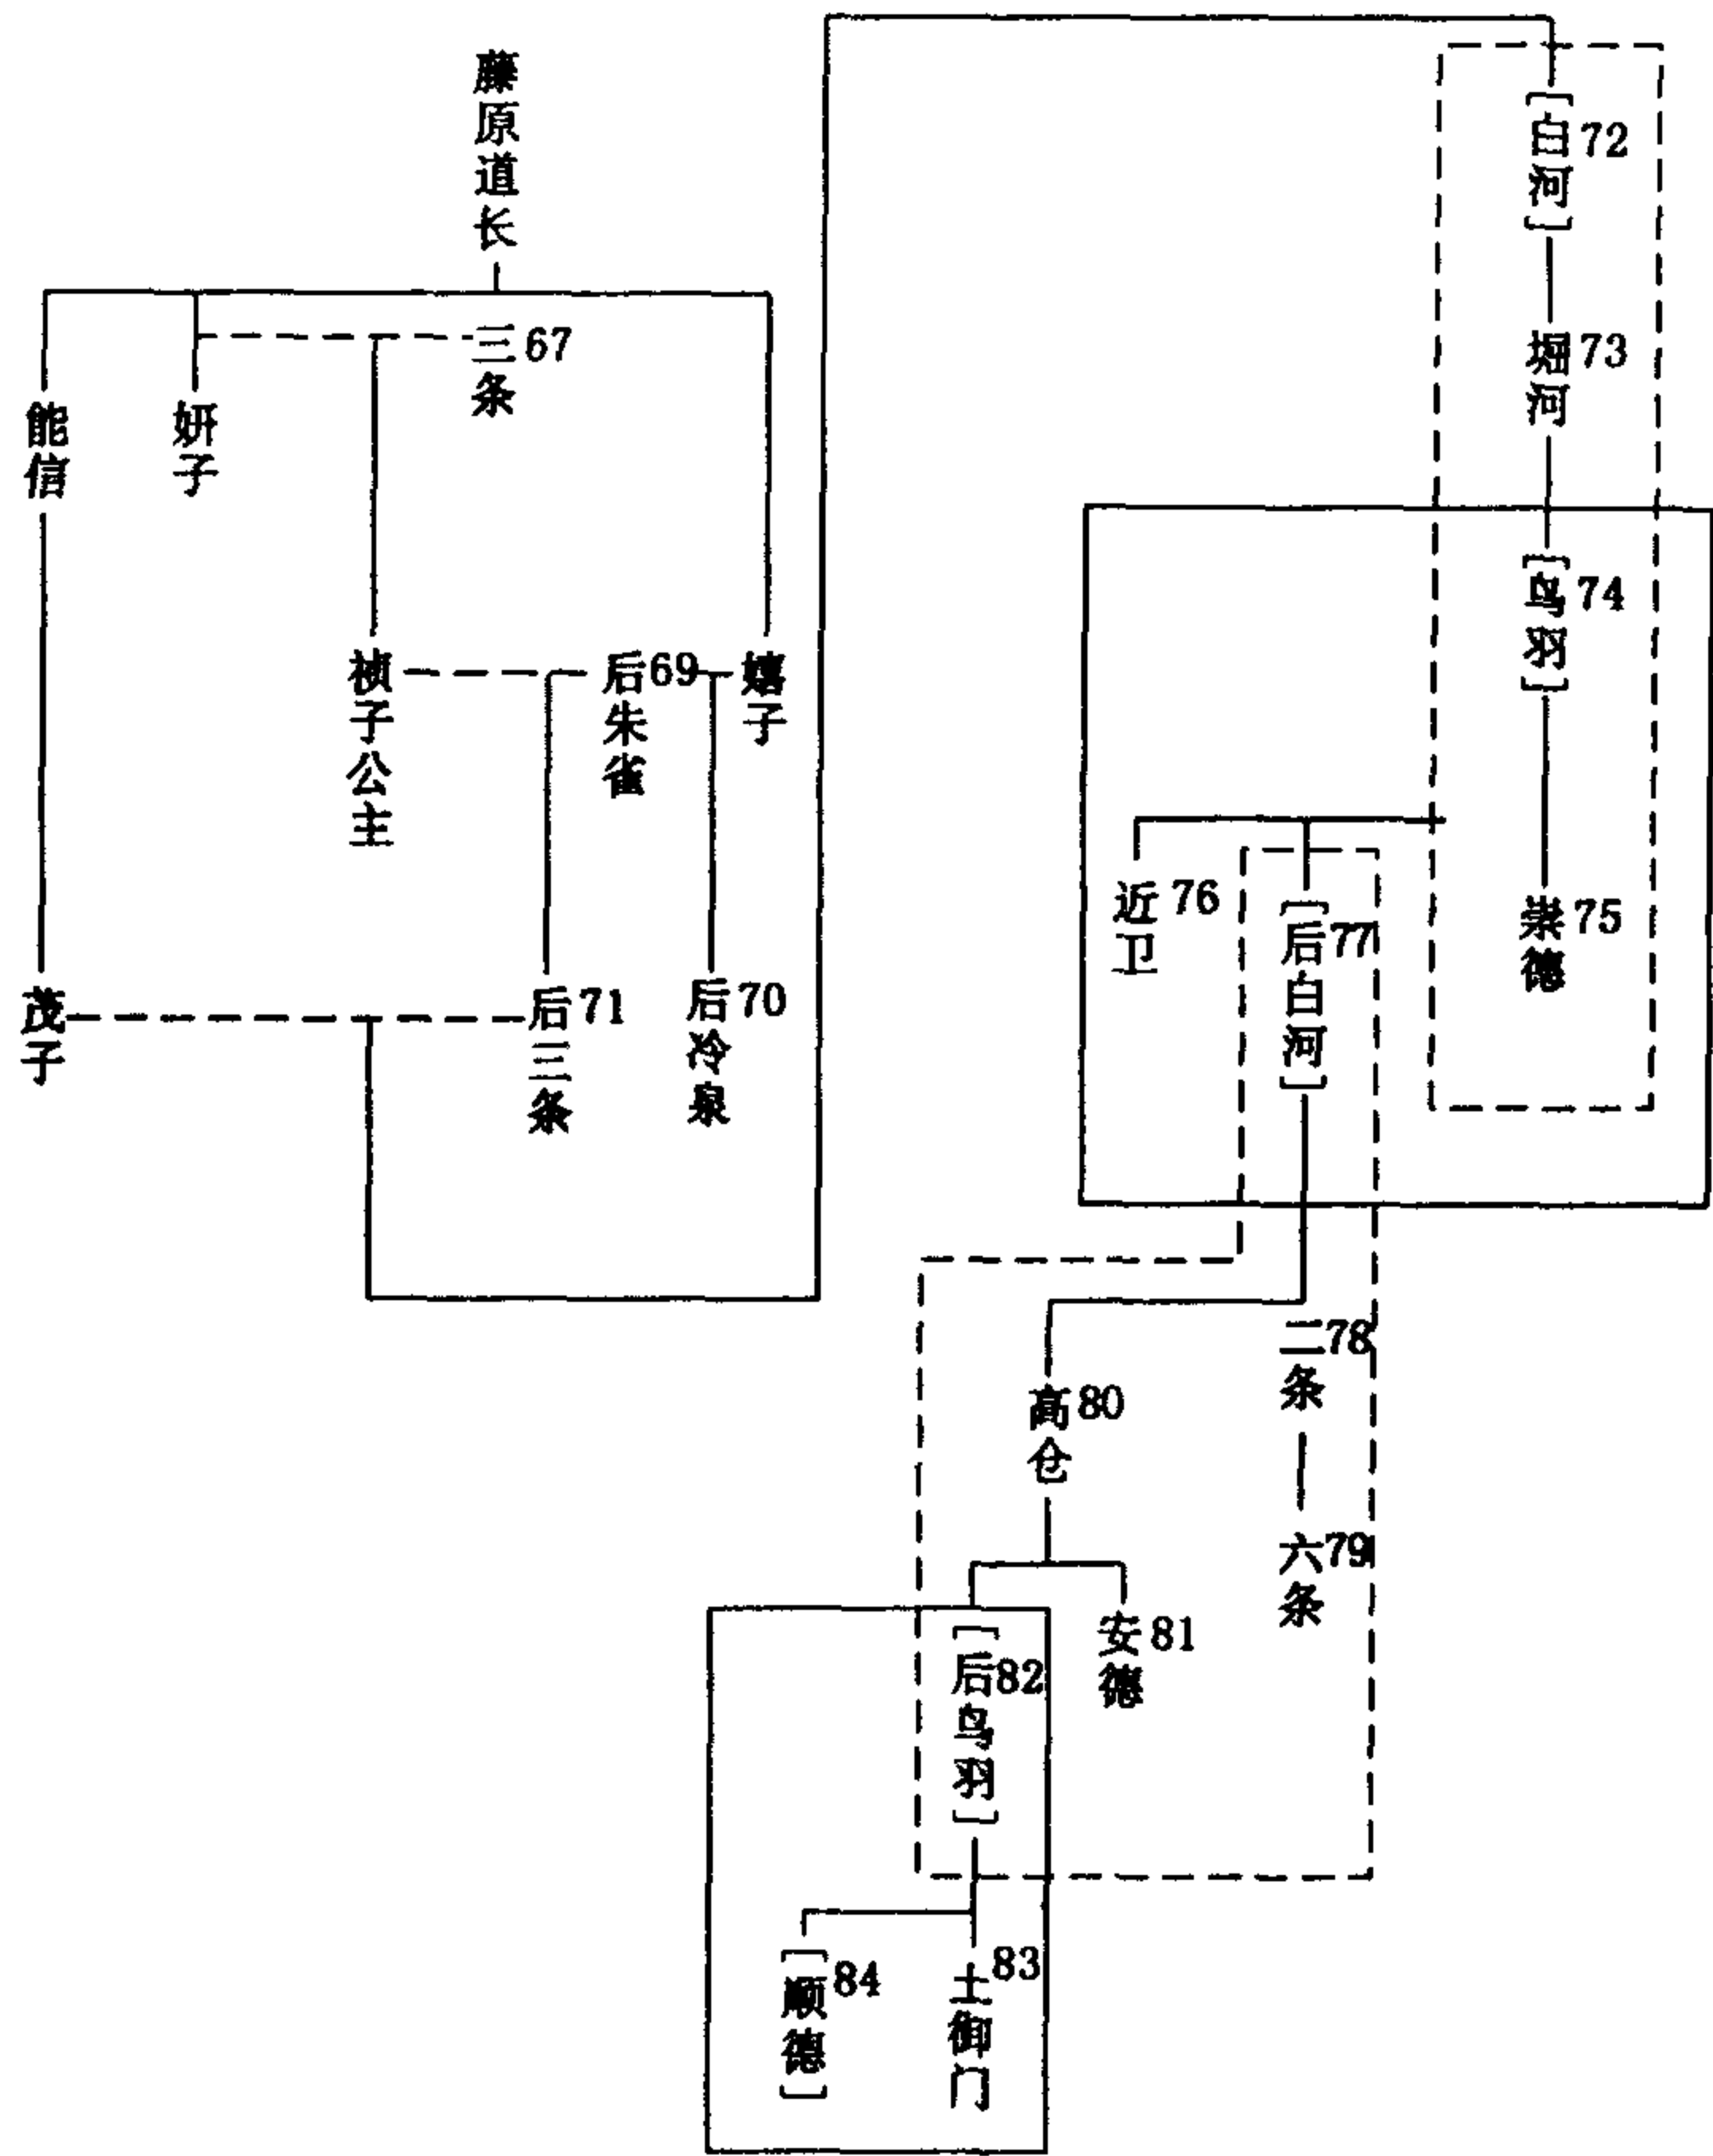 藤原道长
能信
妍子
三条67
祯子公主
后朱雀69
嬉子
茂子
后三条71
后冷泉70
[白河]72
堀河73
[鸟羽]74
崇德75
近卫76
[后白河]77
二条78
六条79
高仓80
安德81
[后鸟羽]82
土御门83
[顺德]84